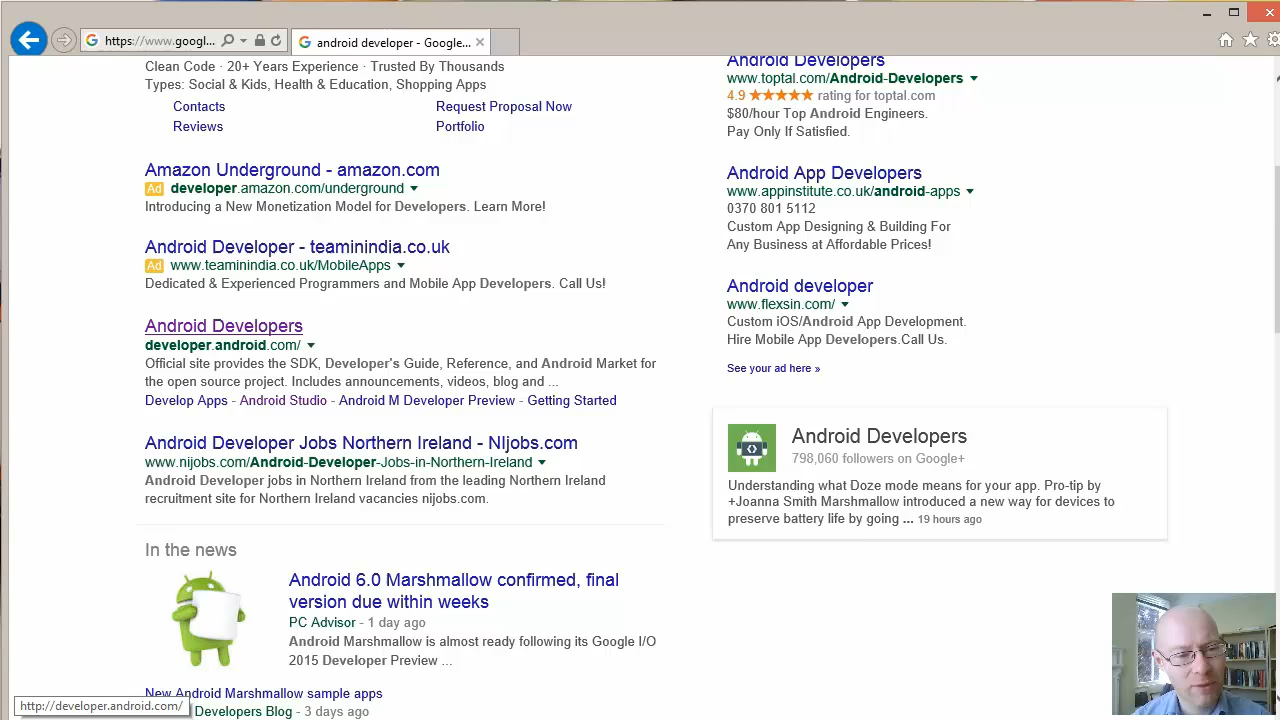 https://www.googl...
android developer - Google...
Clean Code · 20+ Years Experience · Trusted By Thousands
Types: Social & Kids, Health & Education, Shopping Apps
Contacts
Request Proposal Now
Reviews
Portfolio
Amazon Underground - amazon.com
Ad developer.amazon.com/underground
Introducing a New Monetization Model for Developers. Learn More!
Android Developer - teaminindia.co.uk
Ad www.teaminindia.co.uk/MobileApps
Dedicated & Experienced Programmers and Mobile App Developers. Call Us!
Android Developers
developer.android.com/
Official site provides the SDK, Developer's Guide, Reference, and Android Market for
the open source project. Includes announcements, videos, blog and ...
Develop Apps - Android Studio - Android M Developer Preview - Getting Started
Android Developer Jobs Northern Ireland - NIjobs.com
www.nijobs.com/Android-Developer-Jobs-in-Northern-Ireland
Android Developer jobs in Northern Ireland from the leading Northern Ireland
recruitment site for Northern Ireland vacancies nijobs.com.
In the news
Android 6.0 Marshmallow confirmed, final
version due within weeks
PC Advisor - 1 day ago
Android Marshmallow is almost ready following its Google I/O
2015 Developer Preview ...
New Android Marshmallow sample apps
Developers Blog - 3 days ago
http://developer.android.com/
Android Developers
www.toptal.com/Android-Developers
4.9 ★★★★★ rating for toptal.com
$80/hour Top Android Engineers.
Pay Only If Satisfied.
Android App Developers
www.appinstitute.co.uk/android-apps
0370 801 5112
Custom App Designing & Building For
Any Business at Affordable Prices!
Android developer
www.flexsin.com/
Custom iOS/Android App Development.
Hire Mobile App Developers.Call Us.
See your ad here »
Android Developers
798,060 followers on Google+
Understanding what Doze mode means for your app. Pro-tip by
+Joanna Smith Marshmallow introduced a new way for devices to
preserve battery life by going ... 19 hours ago